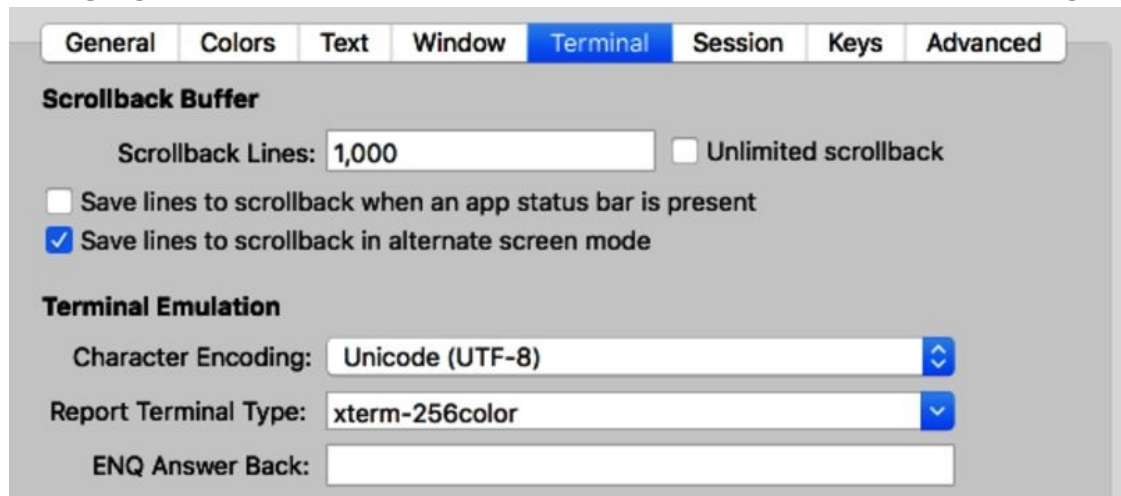 General Colors Text Window Terminal Session Keys Advanced
Scrollback Buffer
Scrollback Lines: 1,000 Unlimited scrollback
Save lines to scrollback when an app status bar is present
Save lines to scrollback in alternate screen mode
Terminal Emulation
Character Encoding: Unicode (UTF-8)
Report Terminal Type: xterm-256color
ENQ Answer Back: